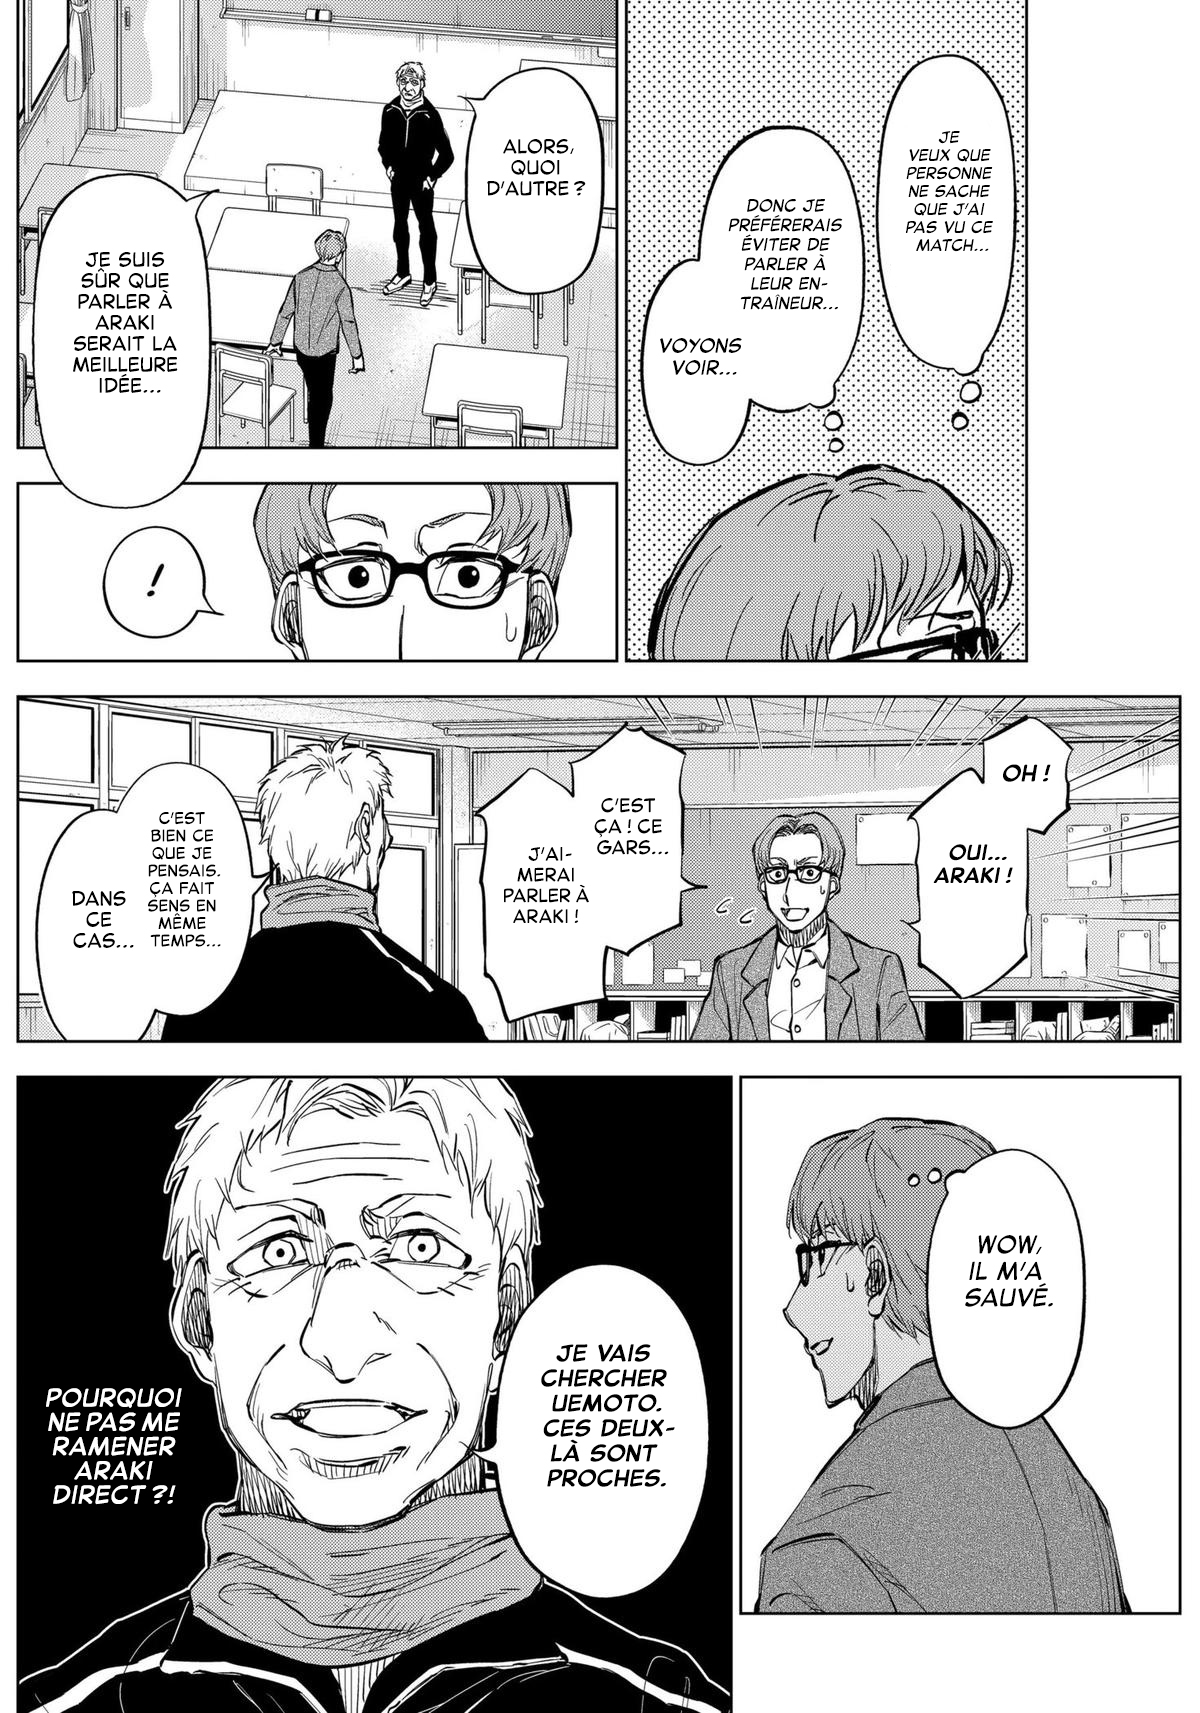 JE
VEUX QUE
PERSONNE
NE SACHE
QUE J'AI
PAS VU CE
MATCH...
DONC JE
PRÉFÉRERAIS
ÉVITER DE
PARLER À
LEUR EN-
TRAÎNEUR...
VOYONS
VOIR...
ALORS,
QUOI
D'AUTRE ?
JE SUIS
SÛR QUE
PARLER À
ARAKI
SERAIT LA
MEILLEURE
IDÉE...
!
OH !
OUI...
ARAKI !
C'EST
ÇA ! CE
GARS...
J'AI-
MERAI
PARLER
À ARAKI !
C'EST
BIEN CE
QUE JE
PENSAIS.
ÇA FAIT
SENS EN
MÊME
TEMPS...
DANS
CE
CAS...
WOW,
IL M'A
SAUVÉ.
JE VAIS
CHERCHER
UEMOTO.
CES DEUX-
LÀ SONT
PROCHES.
POURQUOI
NE PAS ME
RAMENER
ARAKI
DIRECT ?!